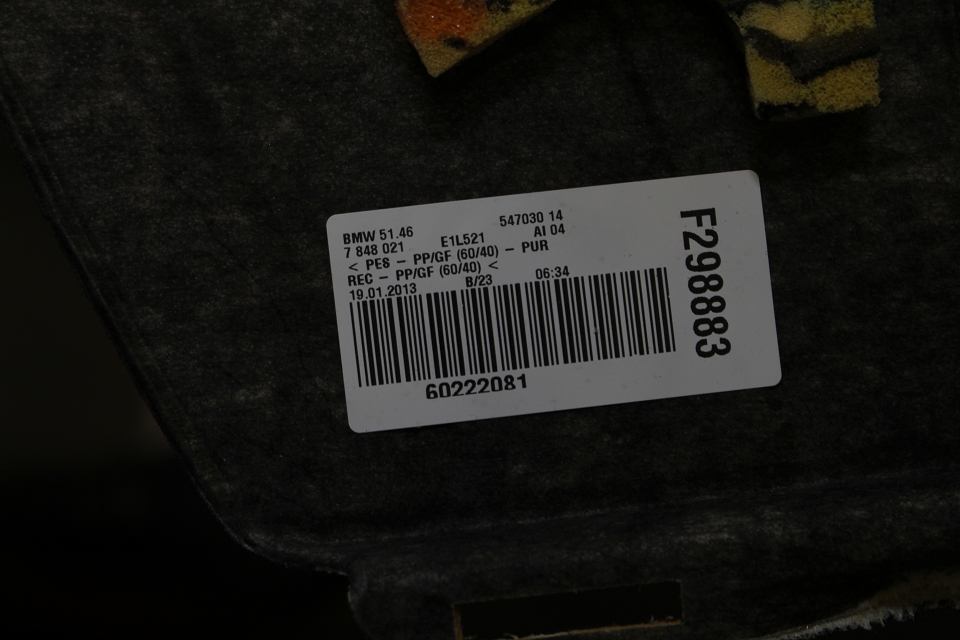 BMW 51.46 547030 14
7 848 021 E1L521 AI 04
< PES - PP/GF (60/40) - PUR
REC - PP/GF (60/40) <
19.01.2013 B/23 06:34
60222081
F298883